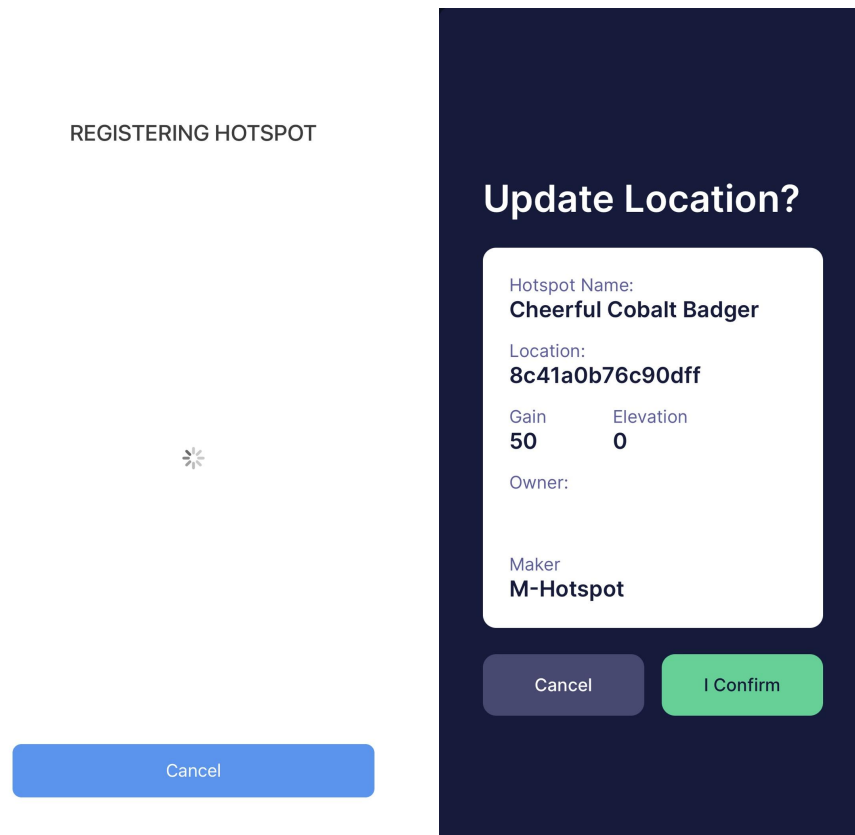 REGISTERING HOTSPOT
Cancel
Update Location?
Hotspot Name:
Cheerful Cobalt Badger
Location:
8c41a0b76c90dff
Gain Elevation
50 0
Owner:
Maker
M-Hotspot
Cancel I Confirm